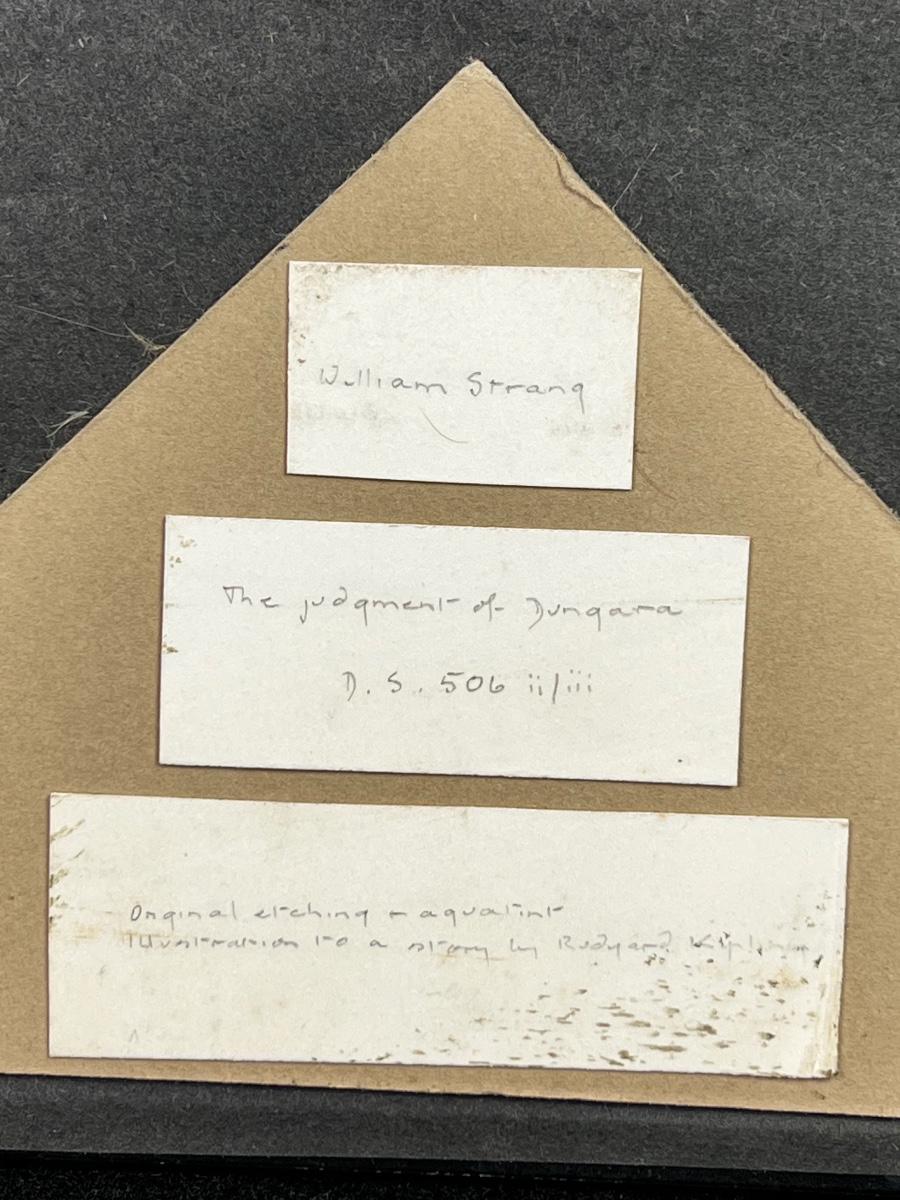 William Strang
The judgment of Dungara
D. S. 506 ii/iii
Original etching + aquatint
Illustration to a story by Rudyard Kipling,